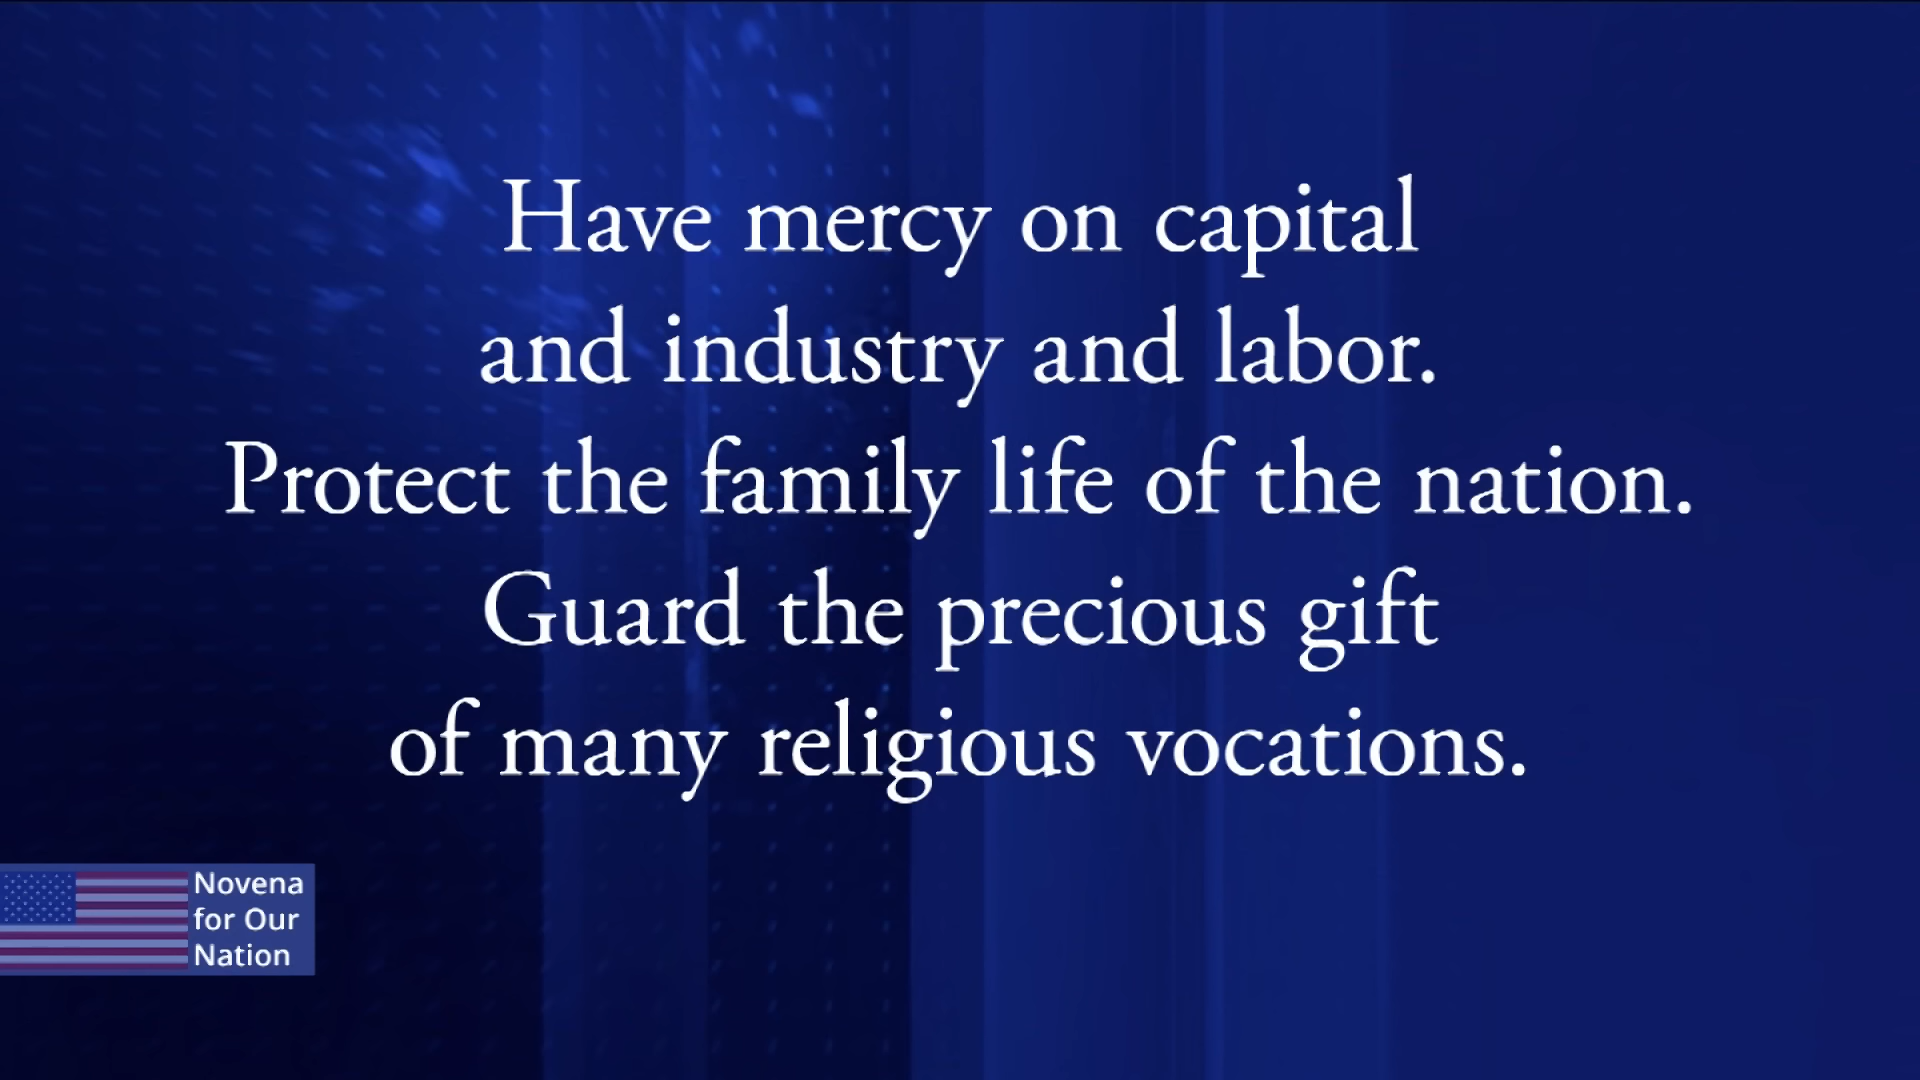 Have mercy on capital
and industry and labor.
Protect the family life of the nation.
Guard the precious gift
of many religious vocations.
Novena
for Our
Nation